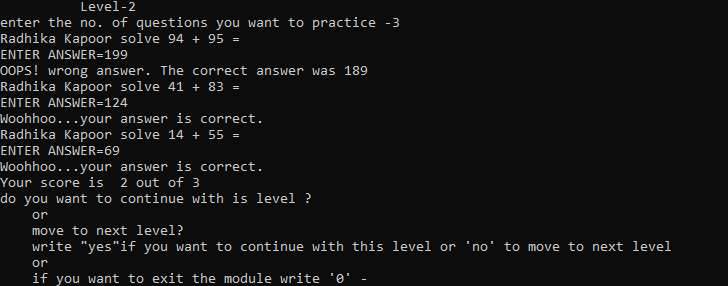 Level-2
enter the no. of questions you want to practice -3
Radhika Kapoor solve 94 + 95 =
ENTER ANSWER=199
OOPS! wrong answer. The correct answer was 189
Radhika Kapoor solve 41 + 83 =
ENTER ANSWER=124
Woohhoo...your answer is correct.
Radhika Kapoor solve 14 + 55 =
ENTER ANSWER=69
Woohhoo...your answer is correct.
Your score is  2 out of 3
do you want to continue with is level ?
or
move to next level?
write "yes"if you want to continue with this level or 'no' to move to next level
or
if you want to exit the module write '0' -